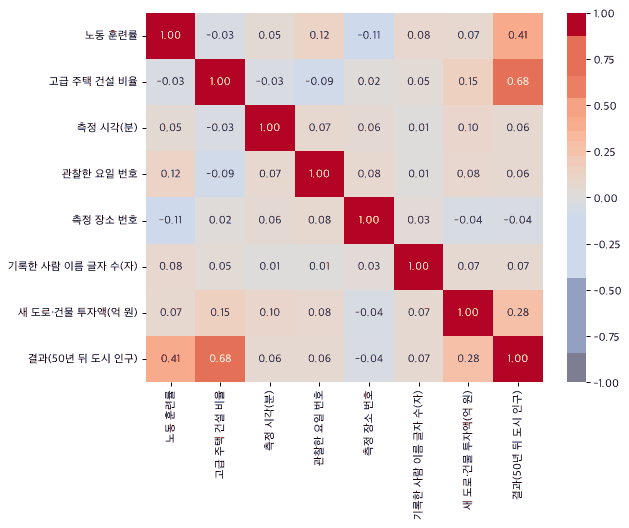 노동 훈련률 1.00 -0.03 0.05 0.12 -0.11 0.08 0.07 0.41
고급 주택 건설 비율 -0.03 1.00 -0.03 -0.09 0.02 0.05 0.15 0.68
측정 시각(분) 0.05 -0.03 1.00 0.07 0.06 0.01 0.10 0.06
관찰한 요일 번호 0.12 -0.09 0.07 1.00 0.08 0.01 0.08 0.06
측정 장소 번호 -0.11 0.02 0.06 0.08 1.00 0.03 -0.04 -0.04
기록한 사람 이름 글자 수(자) 0.08 0.05 0.01 0.01 0.03 1.00 0.07 0.07
새 도로·건물 투자액(억 원) 0.07 0.15 0.10 0.08 -0.04 0.07 1.00 0.28
결과(50년 뒤 도시 인구) 0.41 0.68 0.06 0.06 -0.04 0.07 0.28 1.00
노동 훈련률
고급 주택 건설 비율
측정 시각(분)
관찰한 요일 번호
측정 장소 번호
기록한 사람 이름 글자 수(자)
새 도로·건물 투자액(억 원)
결과(50년 뒤 도시 인구)
1.00
0.75
0.50
0.25
0.00
-0.25
-0.50
-0.75
-1.00